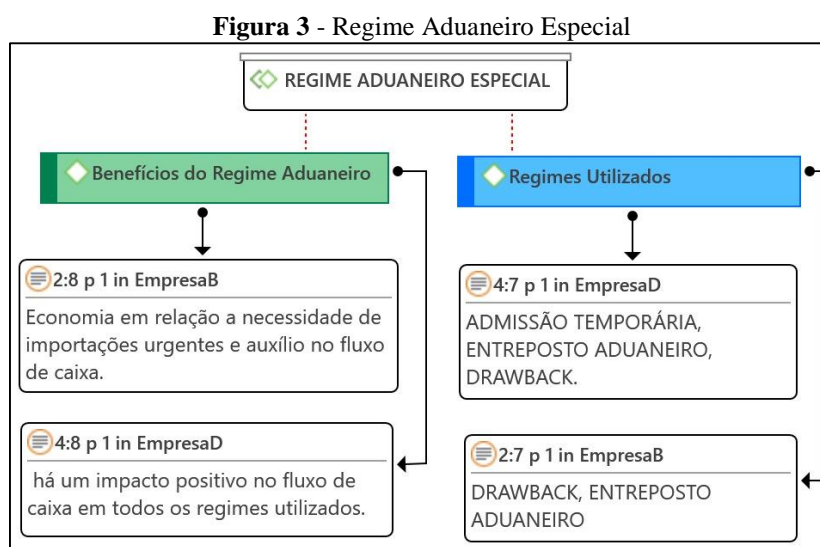 Figura 3 - Regime Aduaneiro Especial
REGIME ADUANEIRO ESPECIAL
Benefícios do Regime Aduaneiro
2:8 p 1 in EmpresaB
Economia em relação a necessidade de
importações urgentes e auxílio no fluxo
de caixa.
4:8 p 1 in EmpresaD
há um impacto positivo no fluxo de
caixa em todos os regimes utilizados.
Regimes Utilizados
4:7 p 1 in EmpresaD
ADMISSÃO TEMPORÁRIA,
ENTREPOSTO ADUANEIRO,
DRAWBACK.
2:7 p 1 in EmpresaB
DRAWBACK, ENTREPOSTO
ADUANEIRO